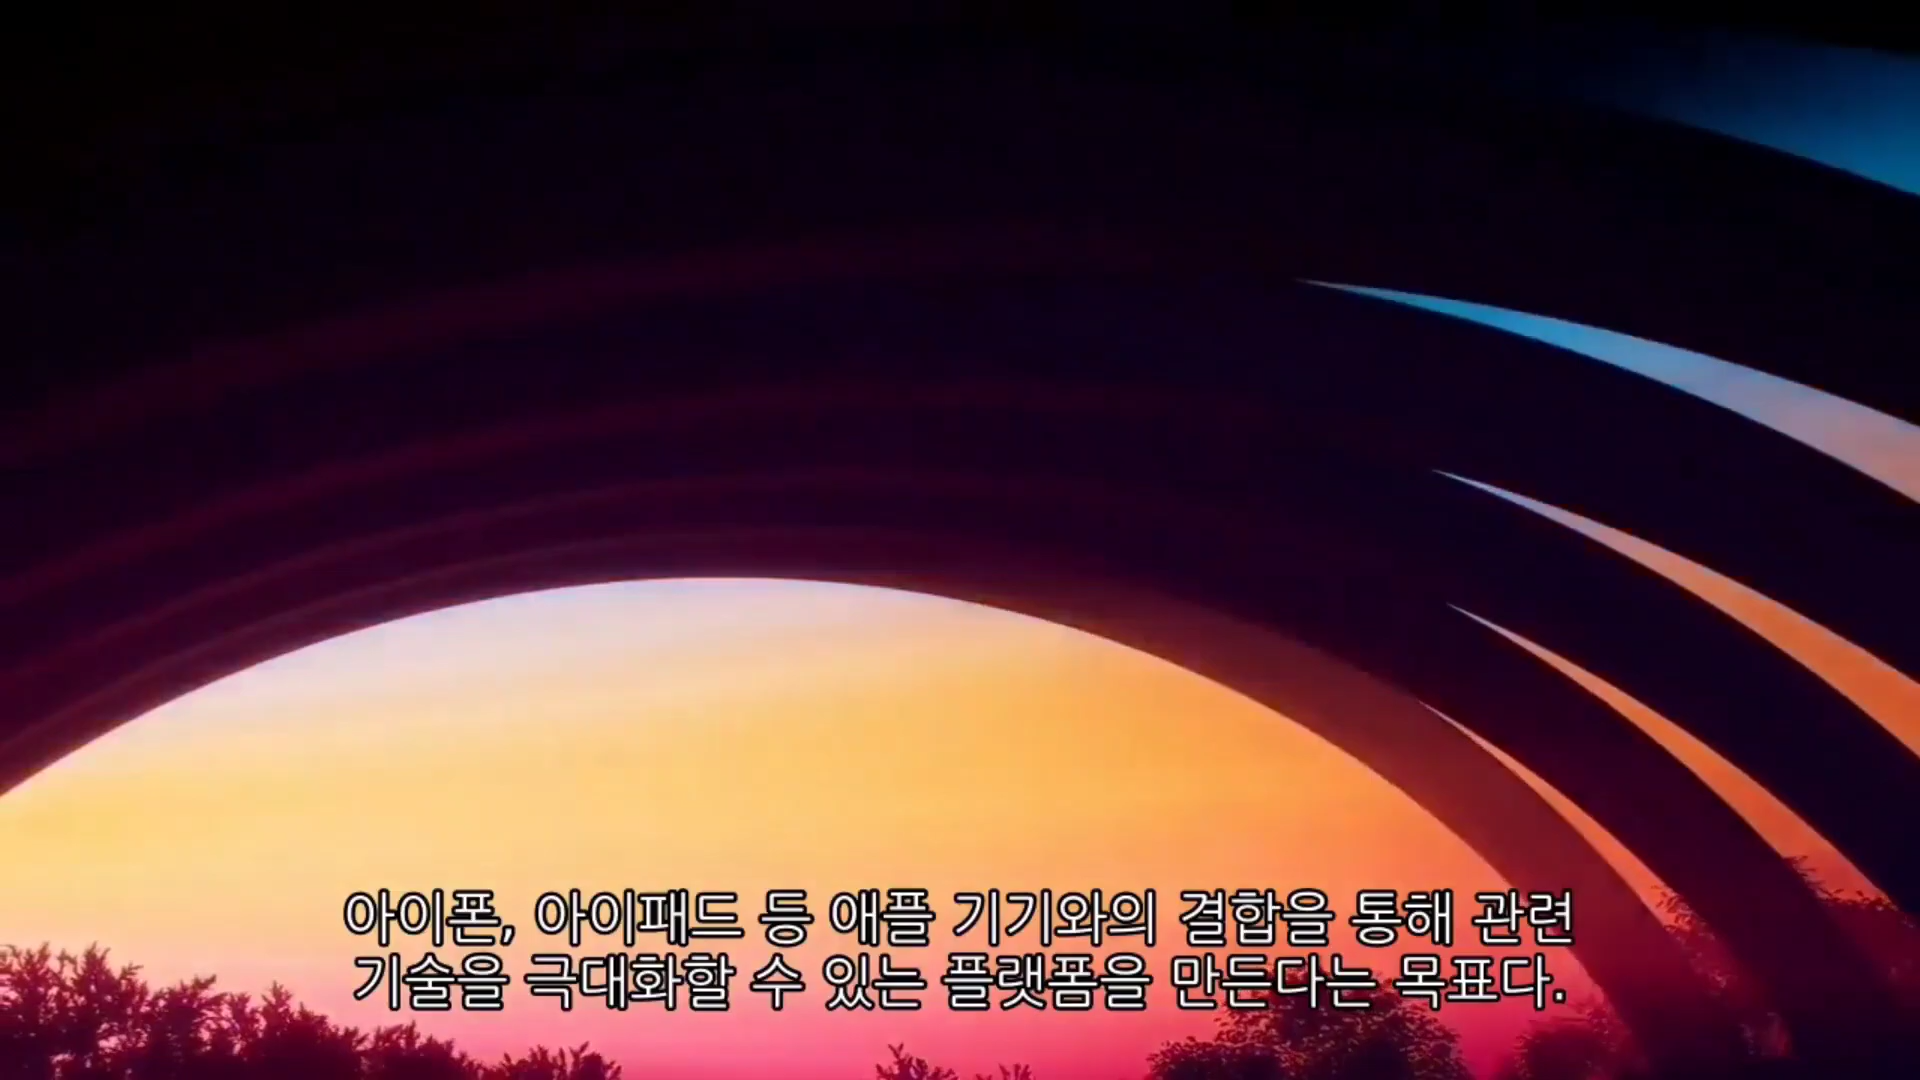 아이폰, 아이패드 등 애플 기기와의 결합을 통해 관련
기술을 극대화할 수 있는 플랫폼을 만든다는 목표다.